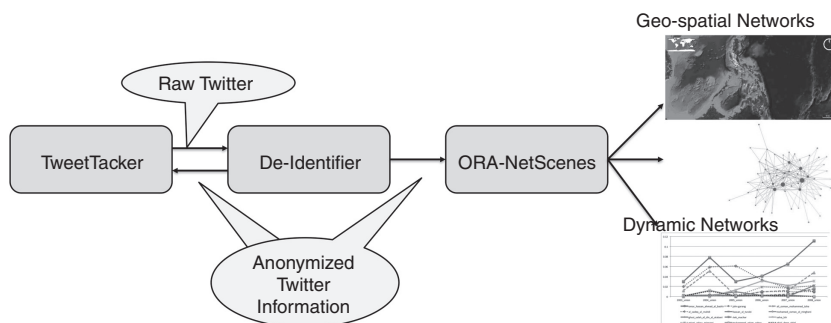 Geo-spatial Networks
Raw Twitter
TweetTacker
De-Identifier
ORA-NetScenes
Dynamic Networks
Anonymized
Twitter
Information